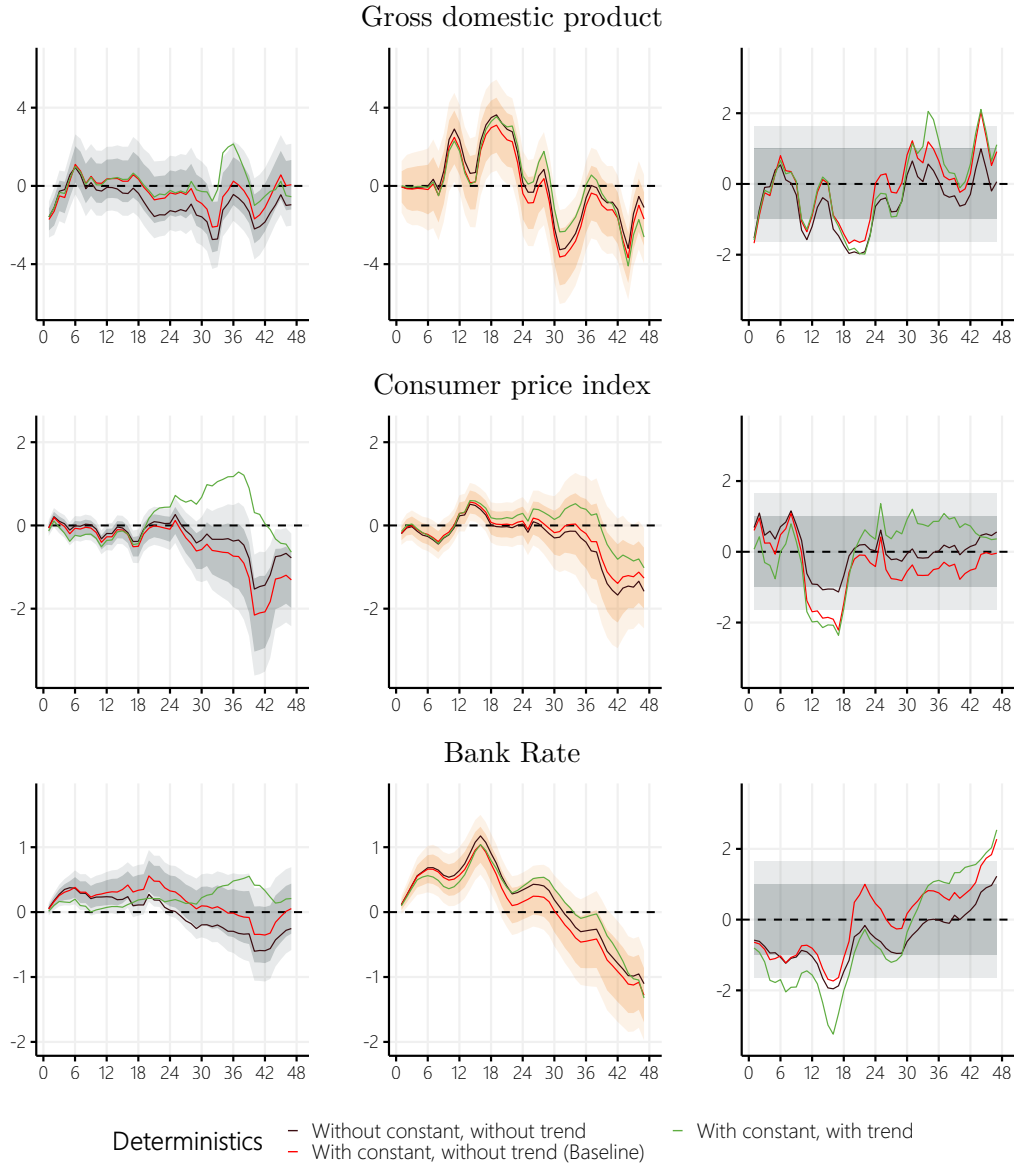 Gross domestic product
4
0
-4
0 6 12 18 24 30 36 42 48
4
0
-4
0 6 12 18 24 30 36 42 48
2
0
-2
0 6 12 18 24 30 36 42 48
Consumer price index
2
0
-2
0 6 12 18 24 30 36 42 48
2
0
-2
0 6 12 18 24 30 36 42 48
2
0
-2
0 6 12 18 24 30 36 42 48
Bank Rate
1
0
-1
-2
0 6 12 18 24 30 36 42 48
1
0
-1
-2
0 6 12 18 24 30 36 42 48
2
0
-2
0 6 12 18 24 30 36 42 48
Deterministics
Without constant, without trend
With constant, without trend (Baseline)
With constant, with trend